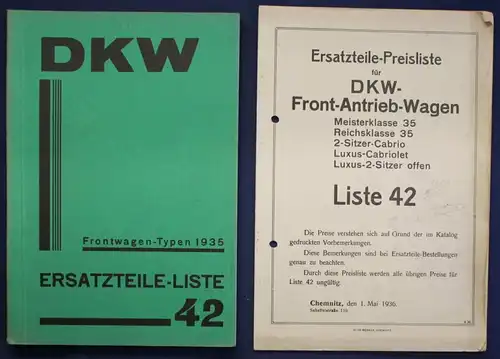 DKW
Frontwagen-Typen 1935
ERSATZTEILE-LISTE
42
Ersatzteile-Preisliste
für
DKW-
Front-Antrieb-Wagen
Meisterklasse 35
Reichsklasse 35
2-Sitzer-Cabrio
Luxus-Cabriolet
Luxus-2-Sitzer offen
Liste 42
Die Preise verstehen sich auf Grund der im Katalog
gedruckten Vorbemerkungen.
Diese Bemerkungen sind bei Ersatzteile-Bestellungen
genau zu beachten.
Durch diese Preisliste werden alle übrigen Preise für
Liste 42 ungültig.
Chemnitz, den 1. Mai 1936.